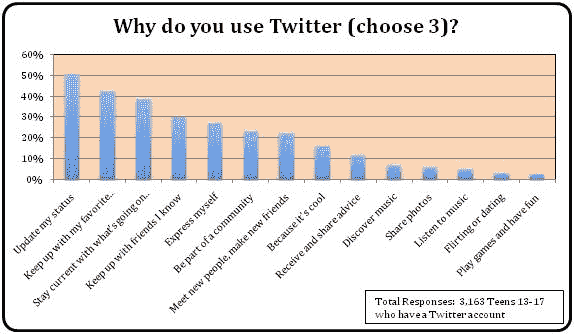 Why do you use Twitter (choose 3)?
60%
50%
40%
30%
20%
10%
0%
Update my status
Keep up with my favorite...
Stay current with what's going on...
Keep up with friends I know
Express myself
Be part of a community
Meet new people, make new friends
Because it's cool
Receive and share advice
Discover music
Share photos
Listen to music
Flirting or dating
Play games and have fun
Total Responses: 3,163 Teens 13-17
who have a Twitter account